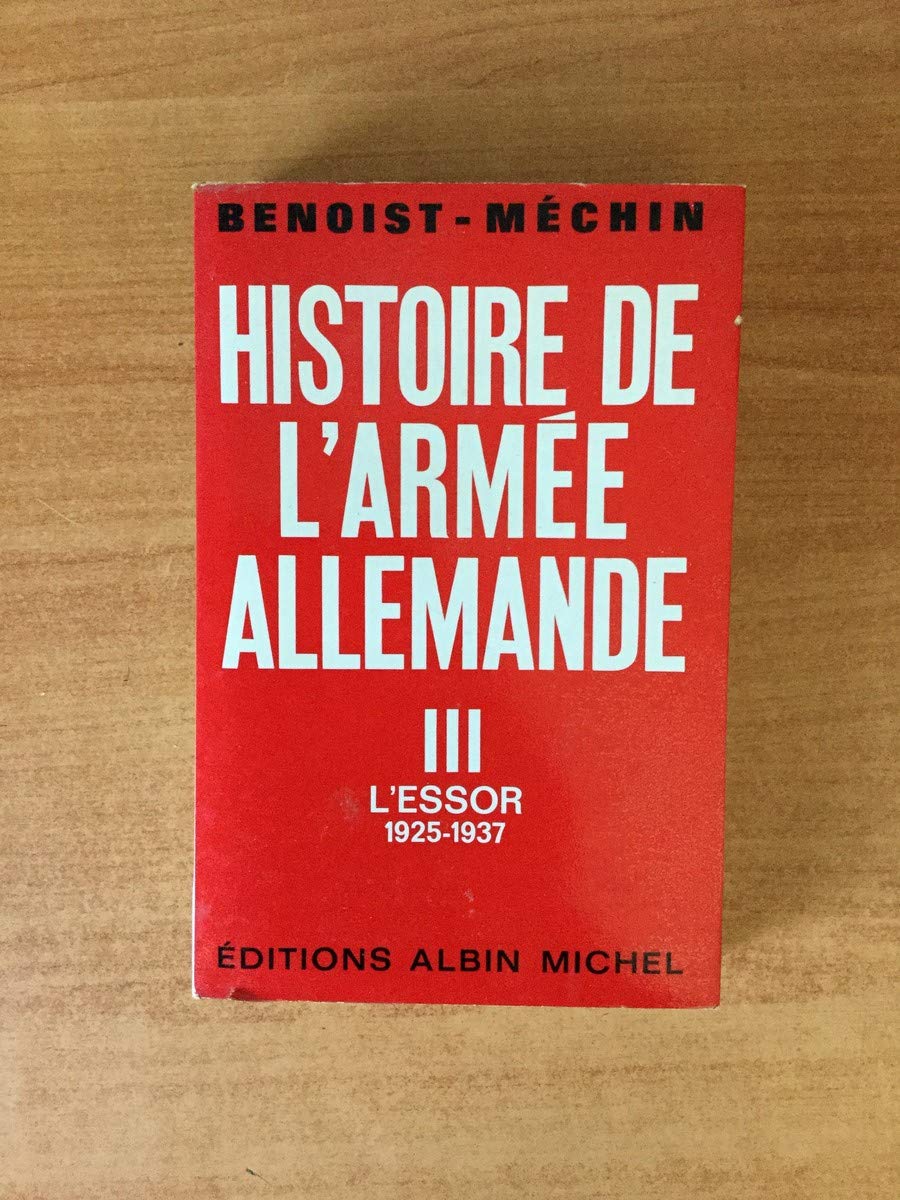 BENOIST-MÉCHIN
HISTOIRE DE
L'ARMÉE
ALLEMANDE
III
L'ESSOR
1925-1937
ÉDITIONS ALBIN MICHEL